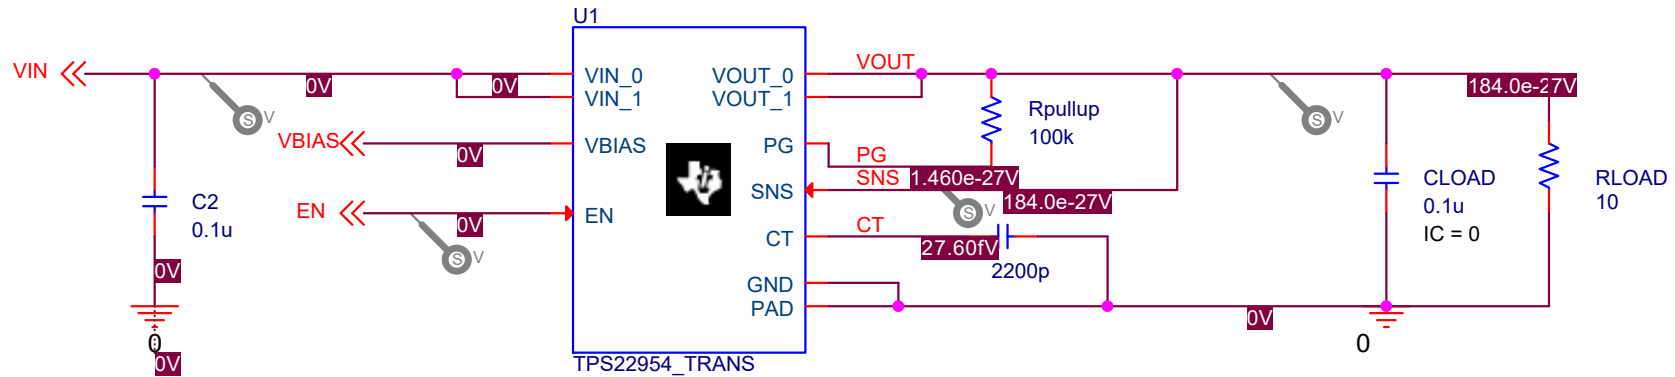 U1
VIN
0V
0V
VIN_0
VIN_1
VOUT_0
VOUT_1
VOUT
184.0e-27V
S
V
S
V
Rpullup
100k
VBIAS
0V
VBIAS
PG
PG
SNS
1.460e-27V
SNS
184.0e-27V
S
V
C2
0.1u
EN
0V
EN
S
V
CT
CT
27.60fV
2200p
CLOAD
0.1u
IC = 0
RLOAD
10
0V
GND
PAD
0V
0
0V
0
TPS22954_TRANS